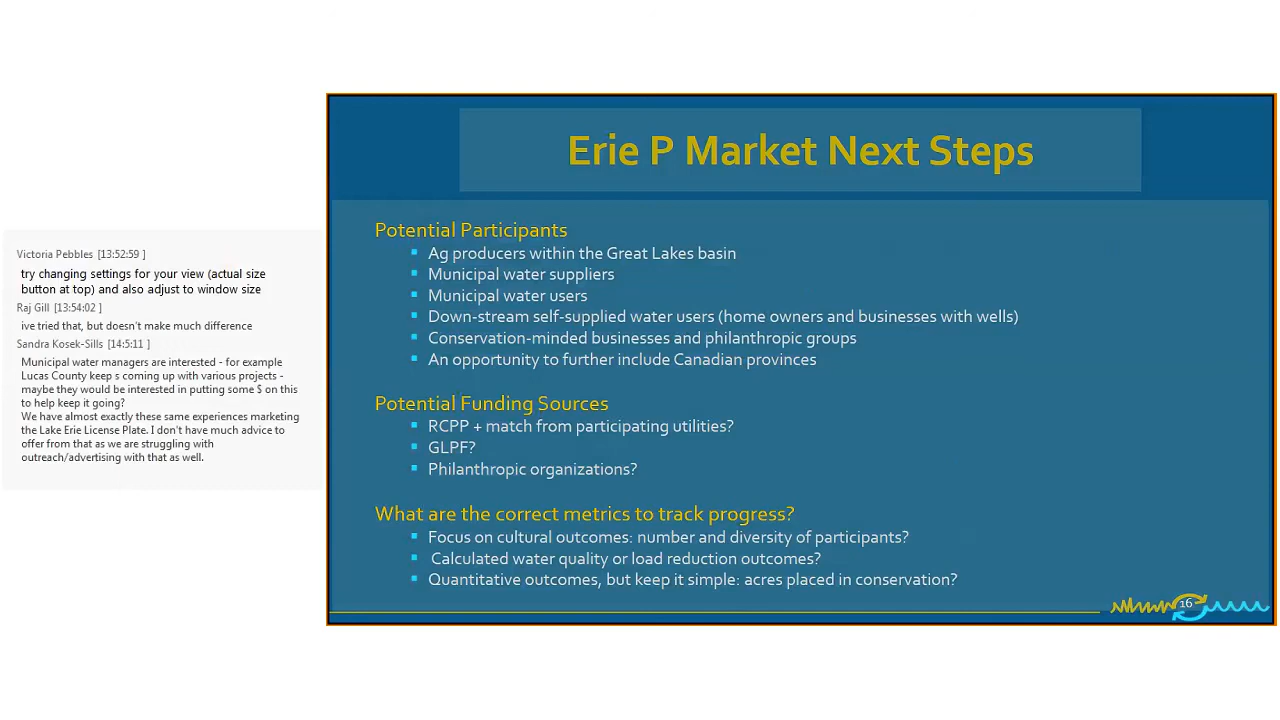 Victoria Pebbles [13:52:59 ]
try changing settings for your view (actual size
button at top) and also adjust to window size
Raj Gill [13:54:02 ]
ive tried that, but doesn't make much difference
Sandra Kosek-Sills [14:5:11 ]
Municipal water managers are interested - for example
Lucas County keep s coming up with various projects -
maybe they would be interested in putting some $ on this
to help keep it going?
We have almost exactly these same experiences marketing
the Lake Erie License Plate. I don't have much advice to
offer from that as we are struggling with
outreach/advertising with that as well.
Erie P Market Next Steps
Potential Participants
Ag producers within the Great Lakes basin
Municipal water suppliers
Municipal water users
Down-stream self-supplied water users (home owners and businesses with wells)
Conservation-minded businesses and philanthropic groups
An opportunity to further include Canadian provinces
Potential Funding Sources
RCPP + match from participating utilities?
GLPF?
Philanthropic organizations?
What are the correct metrics to track progress?
Focus on cultural outcomes: number and diversity of participants?
Calculated water quality or load reduction outcomes?
Quantitative outcomes, but keep it simple: acres placed in conservation?
16